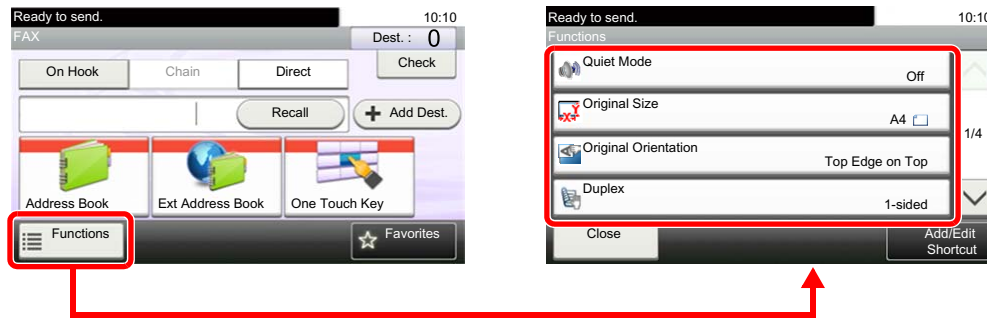 Ready to send.
10:10
FAX
Dest. : 0
On Hook
Chain
Direct
Check
Recall
Add Dest.
Address Book
Ext Address Book
One Touch Key
Functions
Favorites
Ready to send.
10:10
Functions
Quiet Mode
Off
Original Size
A4
1/4
Original Orientation
Top Edge on Top
Duplex
1-sided
Close
Add/Edit
Shortcut